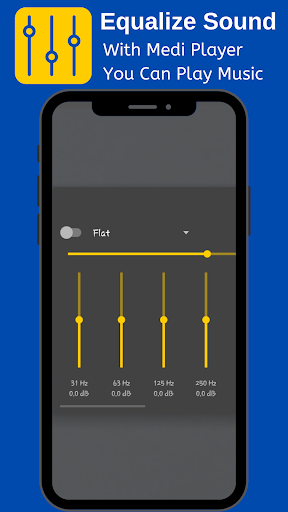 Equalize Sound
With Medi Player
You Can Play Music
Flat
31 Hz 63 Hz 125 Hz 250 Hz
0,0 dB 0,0 dB 0,0 dB 0,0 dB